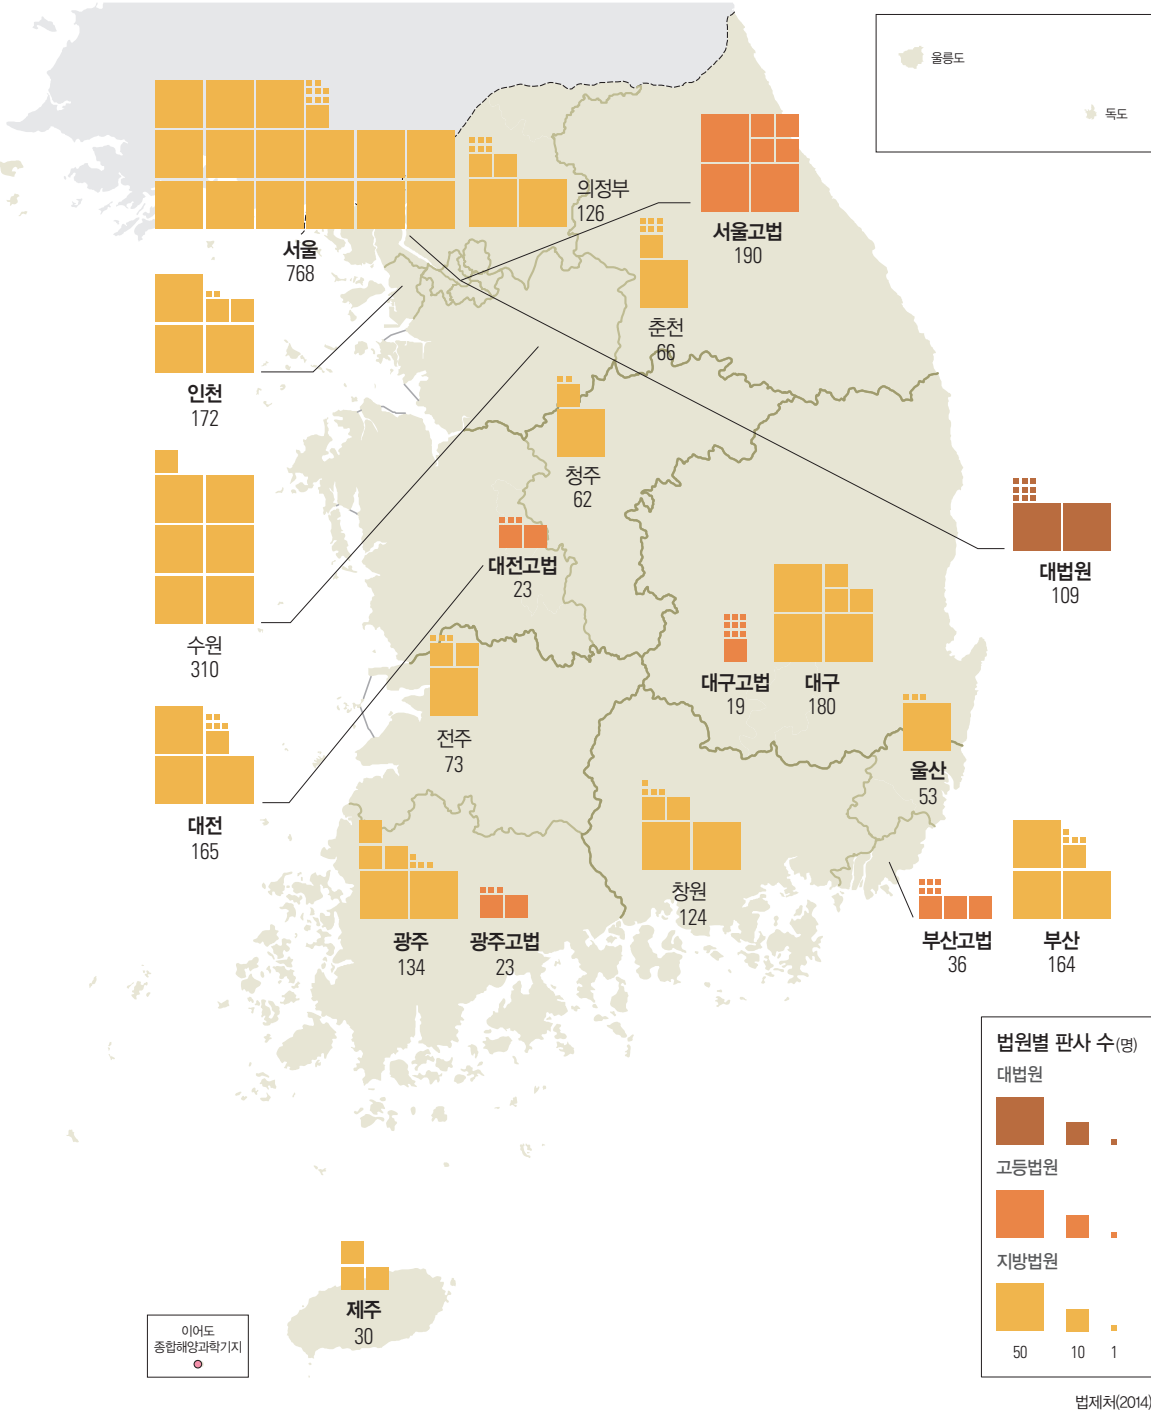 울릉도
독도
의정부
126
서울고법
190
서울
768
춘천
66
인천
172
청주
62
수원
310
대전고법
23
대법원
109
대구고법
19
대구
180
전주
73
울산
53
대전
165
창원
124
광주
134
광주고법
23
부산고법
36
부산
164
법원별 판사 수(명)
대법원
고등법원
지방법원
50 10 1
제주
30
이어도
종합해양과학기지
법제처(2014)